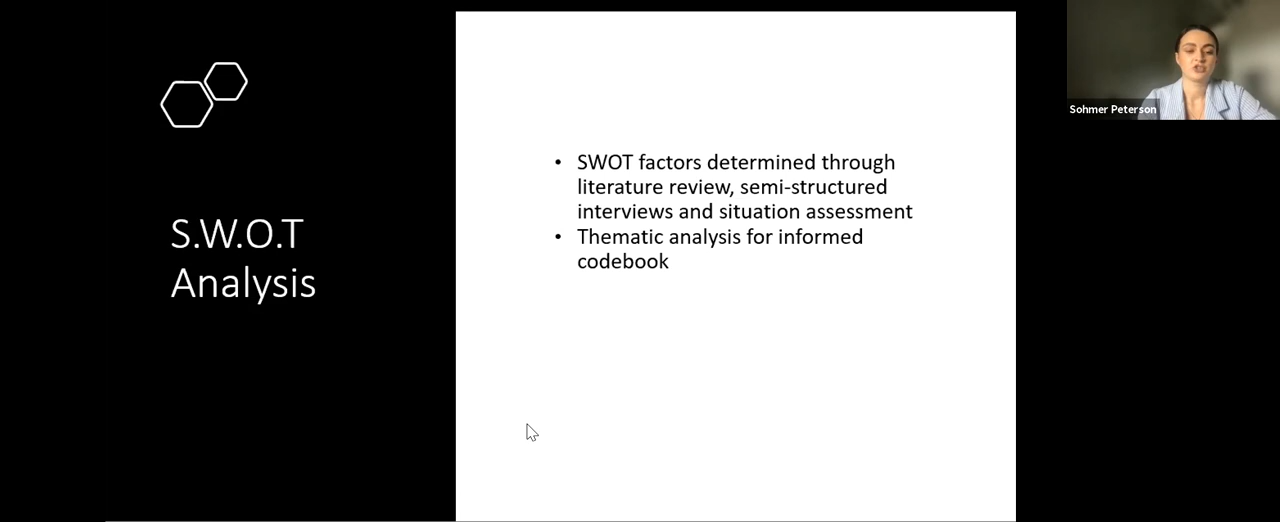 S.W.O.T
Analysis
• SWOT factors determined through
literature review, semi-structured
interviews and situation assessment
• Thematic analysis for informed
codebook
Sohmer Peterson